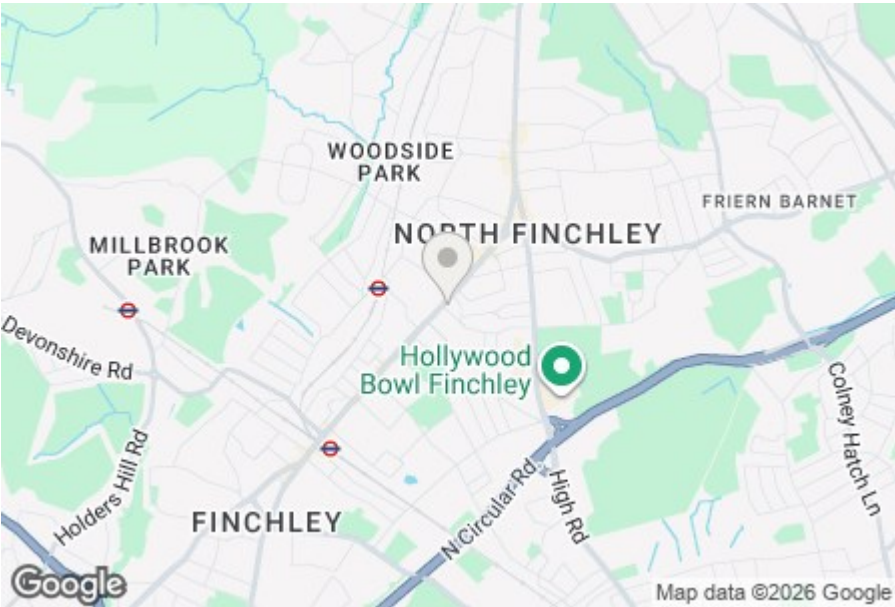 WOODSIDE
PARK
FRIERN BARNET
NORTH FINCHLEY
MILLBROOK
PARK
Devonshire Rd
Hollywood
Bowl Finchley
Colney Hatch Ln
Holders Hill Rd
N Circular Rd
High Rd
FINCHLEY
Google
Map data ©2026 Google